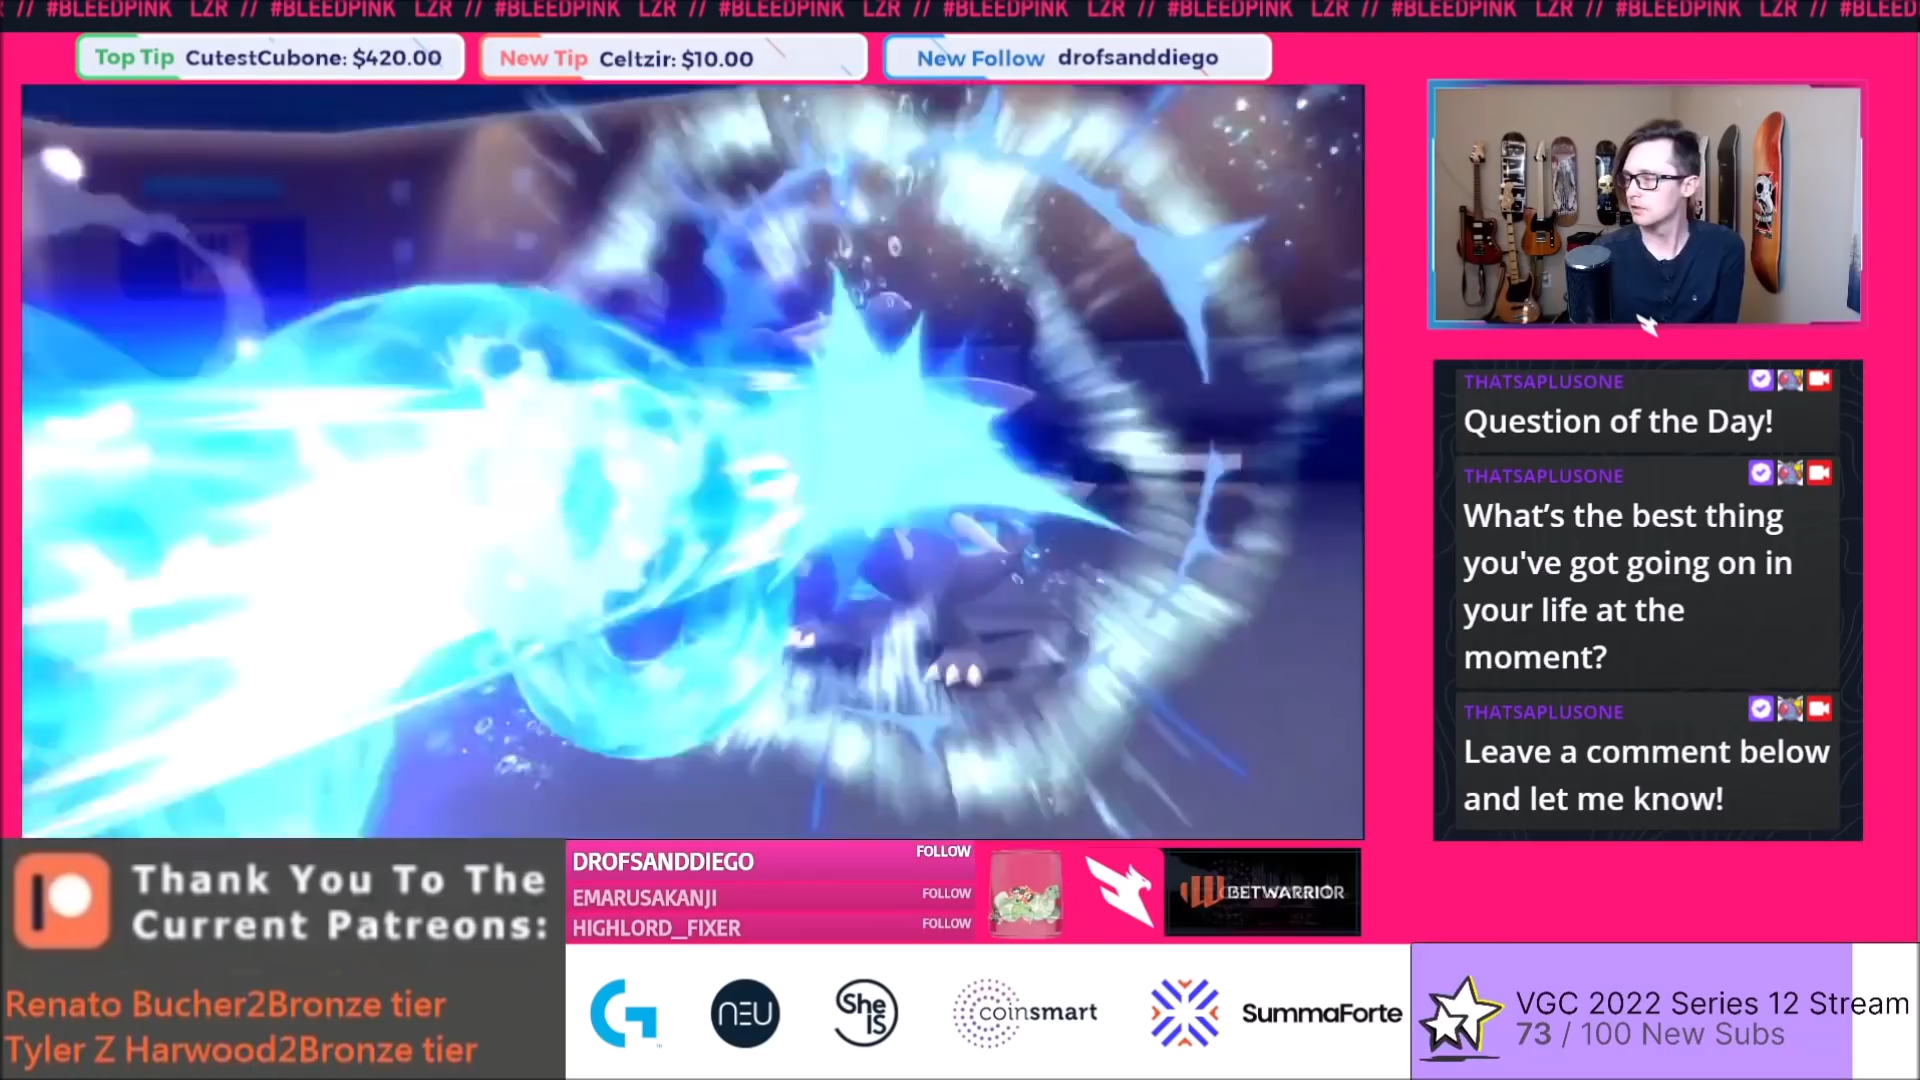 // #BLEEDPINK LZR // #BLEEDPINK LZR // #BLEEDPINK LZR // #BLEEDPINK LZR // #BLEEDPINK LZR // #BLEEDPINK LZR // #BLEEDPINK LZR // #BLEEDPINK LZR // #BLEED
Top Tip CutestCubone: $420.00
New Tip Celtzir: $10.00
New Follow drofsanddiego
THATSAPLUSONE
Question of the Day!
THATSAPLUSONE
What's the best thing
you've got going on in
your life at the
moment?
THATSAPLUSONE
Leave a comment below
and let me know!
Thank You To The
Current Patreons:
Renato Bucher2Bronze tier
Tyler Z Harwood2Bronze tier
DROFSANDDIEGO FOLLOW
EMARUSAKANJI FOLLOW
HIGHLORD_FIXER FOLLOW
BETWARRIOR
G
NEU
She
IS
coinsmart
SummaForte
VGC 2022 Series 12 Stream
73 / 100 New Subs